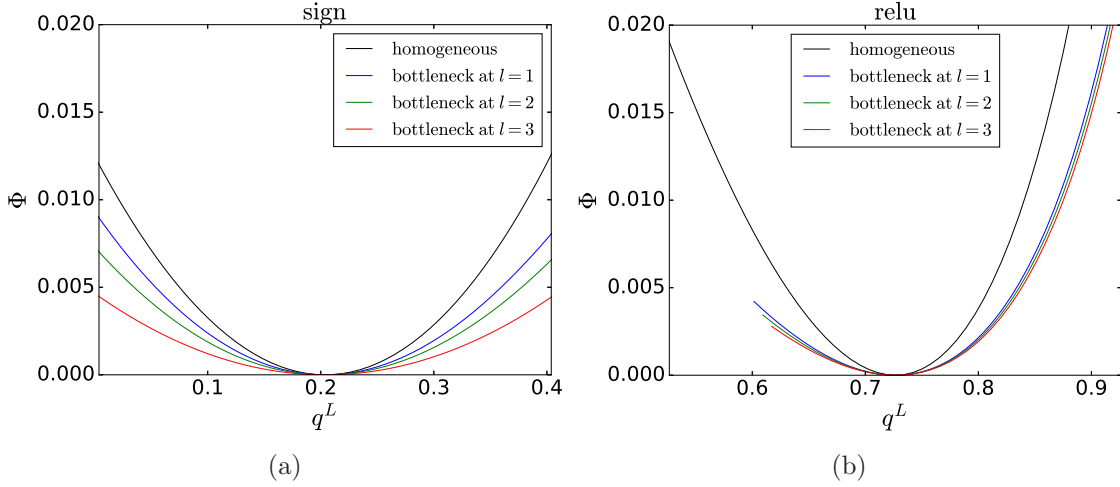 sign
0.020
0.015
0.010
0.005
0.000
Φ
homogeneous
bottleneck at l = 1
bottleneck at l = 2
bottleneck at l = 3
0.1 0.2 0.3 0.4
q^L
(a)
relu
0.020
0.015
0.010
0.005
0.000
Φ
homogeneous
bottleneck at l = 1
bottleneck at l = 2
bottleneck at l = 3
0.6 0.7 0.8 0.9
q^L
(b)